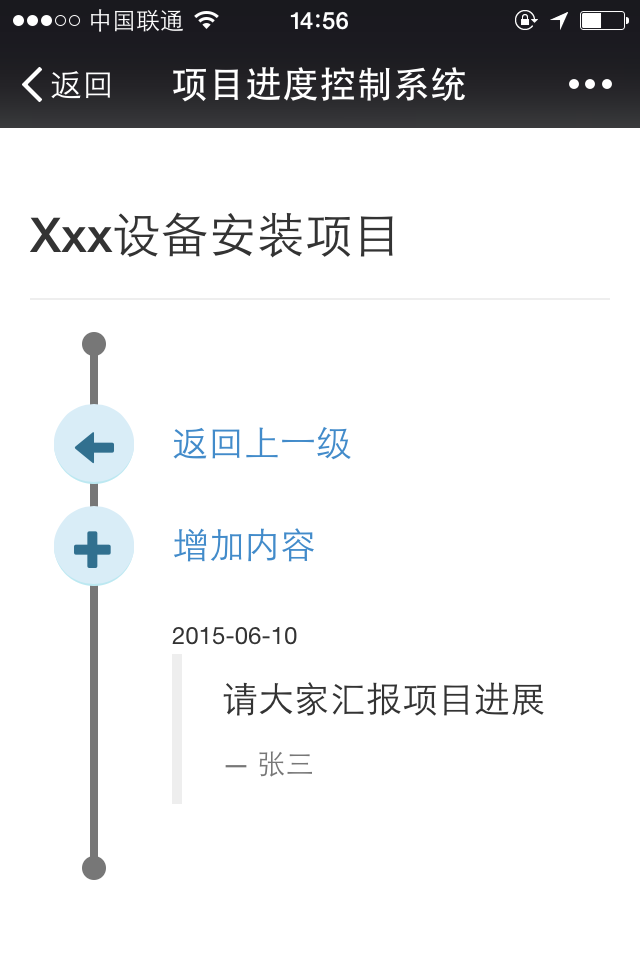 中国联通 14:56
返回 项目进度控制系统
Xxx设备安装项目
返回上一级
增加内容
2015-06-10
请大家汇报项目进展
— 张三